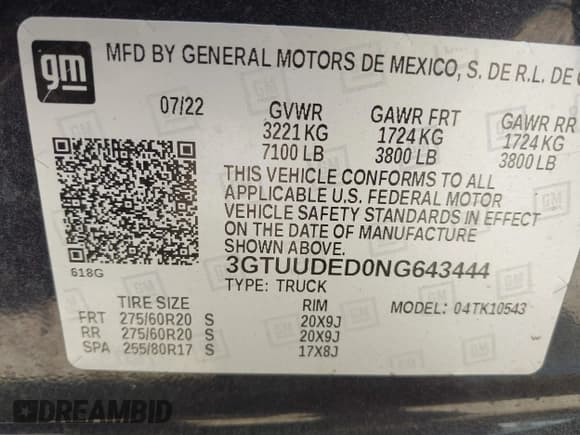 gm
MFD BY GENERAL MOTORS DE MEXICO, S. DE R.L. DE
07/22 GVWR GAWR FRT GAWR RR
3221 KG 1724 KG 1724 KG
7100 LB 3800 LB 3800 LB
THIS VEHICLE CONFORMS TO ALL
APPLICABLE U.S. FEDERAL MOTOR
VEHICLE SAFETY STANDARDS IN EFFECT
ON THE DATE OF MANUFACTURE
SHOWN ABOVE.
618G 3GTUUDED0NG643444
TYPE: TRUCK
TIRE SIZE RIM MODEL: 04TK10543
FRT 275/60R20 S 20X9J
RR 275/60R20 S 20X9J
SPA 255/80R17 S 17X8J
DREAMBID